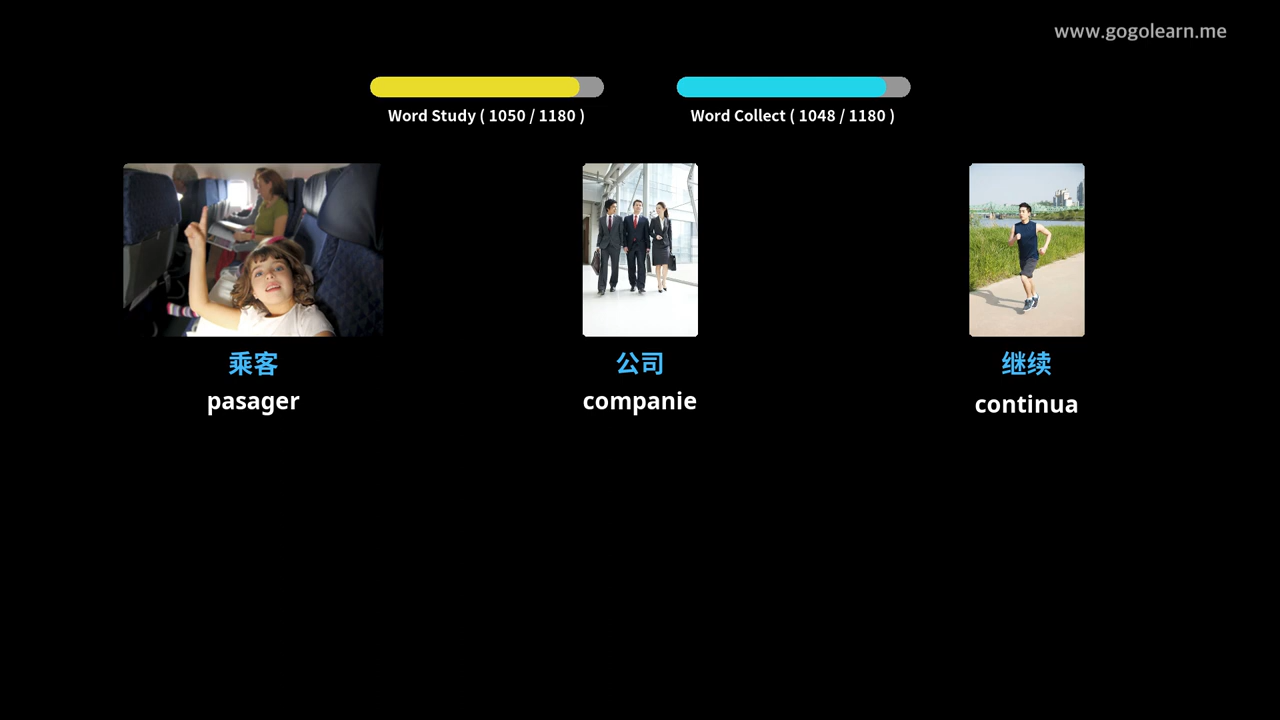 www.gogolearn.me
Word Study ( 1050 / 1180 )
Word Collect ( 1048 / 1180 )
乘客
公司
继续
pasager
companie
continua